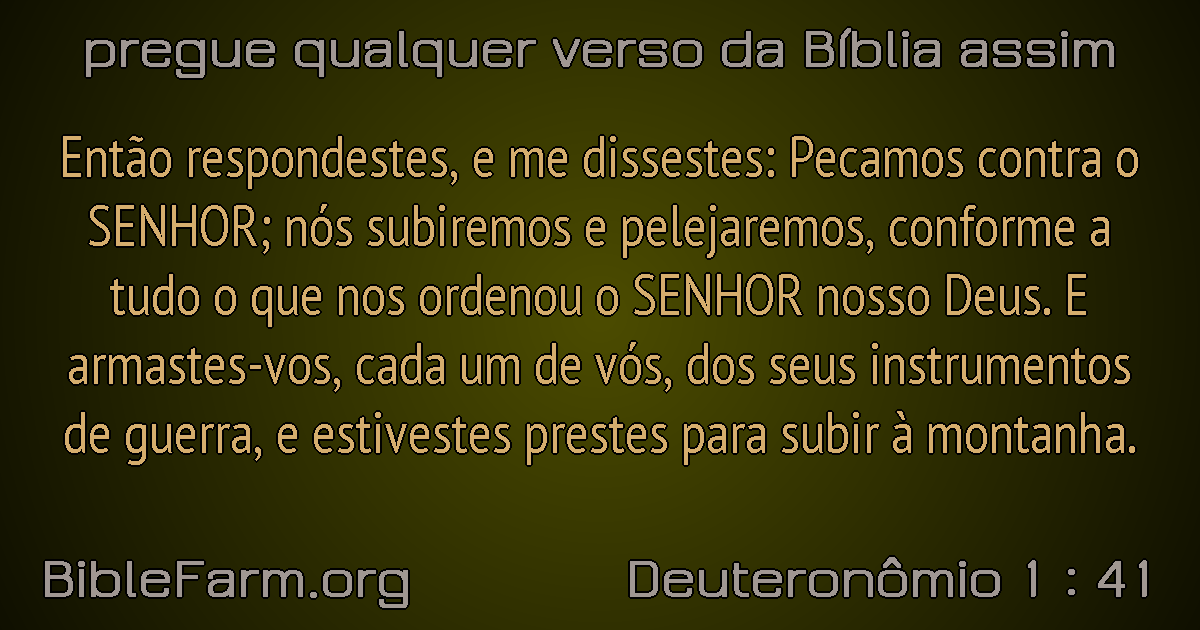 pregue qualquer verso da Bíblia assim
Então respondestes, e me dissestes: Pecamos contra o
SENHOR; nós subiremos e pelejaremos, conforme a
tudo o que nos ordenou o SENHOR nosso Deus. E
armastes-vos, cada um de vós, dos seus instrumentos
de guerra, e estivestes prestes para subir à montanha.
BibleFarm.org
Deuteronômio 1 : 41